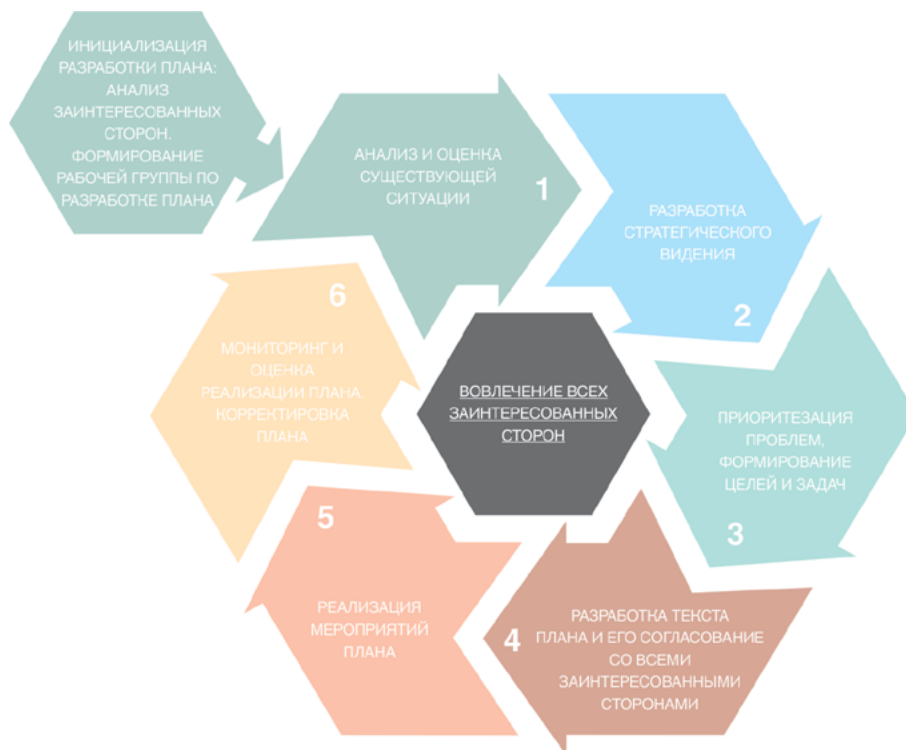 ИНИЦИАЛИЗАЦИЯ
РАЗРАБОТКИ ПЛАНА:
АНАЛИЗ
ЗАИНТЕРЕСОВАННЫХ
СТОРОН.
ФОРМИРОВАНИЕ
РАБОЧЕЙ ГРУППЫ ПО
РАЗРАБОТКЕ ПЛАНА
АНАЛИЗ И ОЦЕНКА
СУЩЕСТВУЮЩЕЙ
СИТУАЦИИ
1
РАЗРАБОТКА
СТРАТЕГИЧЕСКОГО
ВИДЕНИЯ
2
ПРИОРИТЕЗАЦИЯ
ПРОБЛЕМ,
ФОРМИРОВАНИЕ
ЦЕЛЕЙ И ЗАДАЧ
3
4
РАЗРАБОТКА ТЕКСТА
ПЛАНА И ЕГО СОГЛАСОВАНИЕ
СО ВСЕМИ
ЗАИНТЕРЕСОВАННЫМИ
СТОРОНАМИ
5
РЕАЛИЗАЦИЯ
МЕРОПРИЯТИЙ
ПЛАНА
6
МОНИТОРИНГ И
ОЦЕНКА
РЕАЛИЗАЦИИ ПЛАНА.
КОРРЕКТИРОВКА
ПЛАНА
ВОВЛЕЧЕНИЕ ВСЕХ
ЗАИНТЕРЕСОВАННЫХ
СТОРОН